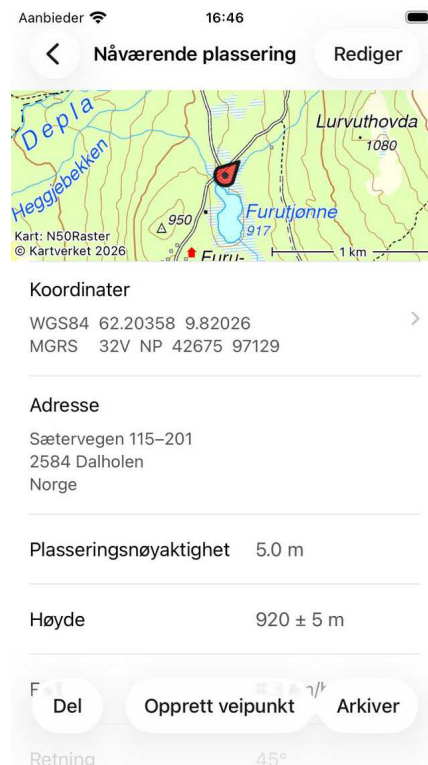 Aanbieder 16:46
Nåværende plassering Rediger
Depla
Heggjebekken
Lurvuthovda
1080
950
Furutjønne
917
Furu-
1 km
Kart: N50Raster
© Kartverket 2026
Koordinater
WGS84 62.20358 9.82026
MGRS 32V NP 42675 97129
Adresse
Sætervegen 115–201
2584 Dalholen
Norge
Plasseringsnøyaktighet 5.0 m
Høyde 920 ± 5 m
Del Opprett veipunkt Arkiver
Retning 45°